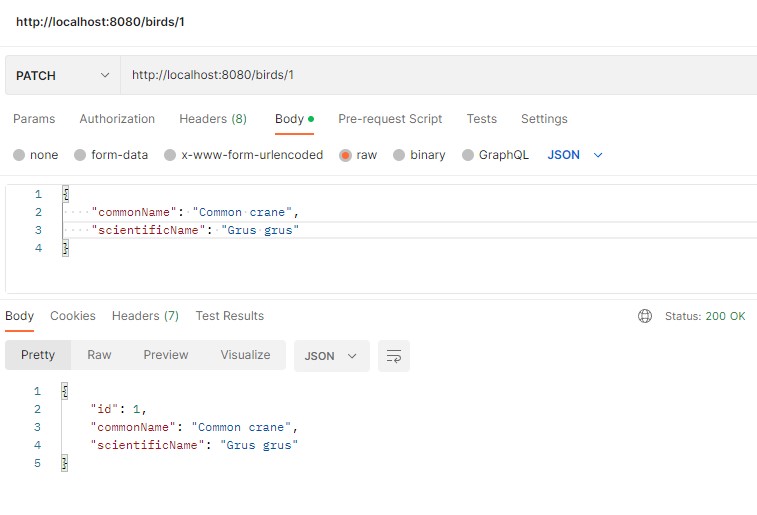 http://localhost:8080/birds/1
PATCH http://localhost:8080/birds/1
Params Authorization Headers (8) Body Pre-request Script Tests Settings
none form-data x-www-form-urlencoded raw binary GraphQL JSON
1 {
2 "commonName": "Common crane",
3 "scientificName": "Grus grus"
4 }
Body Cookies Headers (7) Test Results Status: 200 OK
Pretty Raw Preview Visualize JSON
1 {
2 "id": 1,
3 "commonName": "Common crane",
4 "scientificName": "Grus grus"
5 }